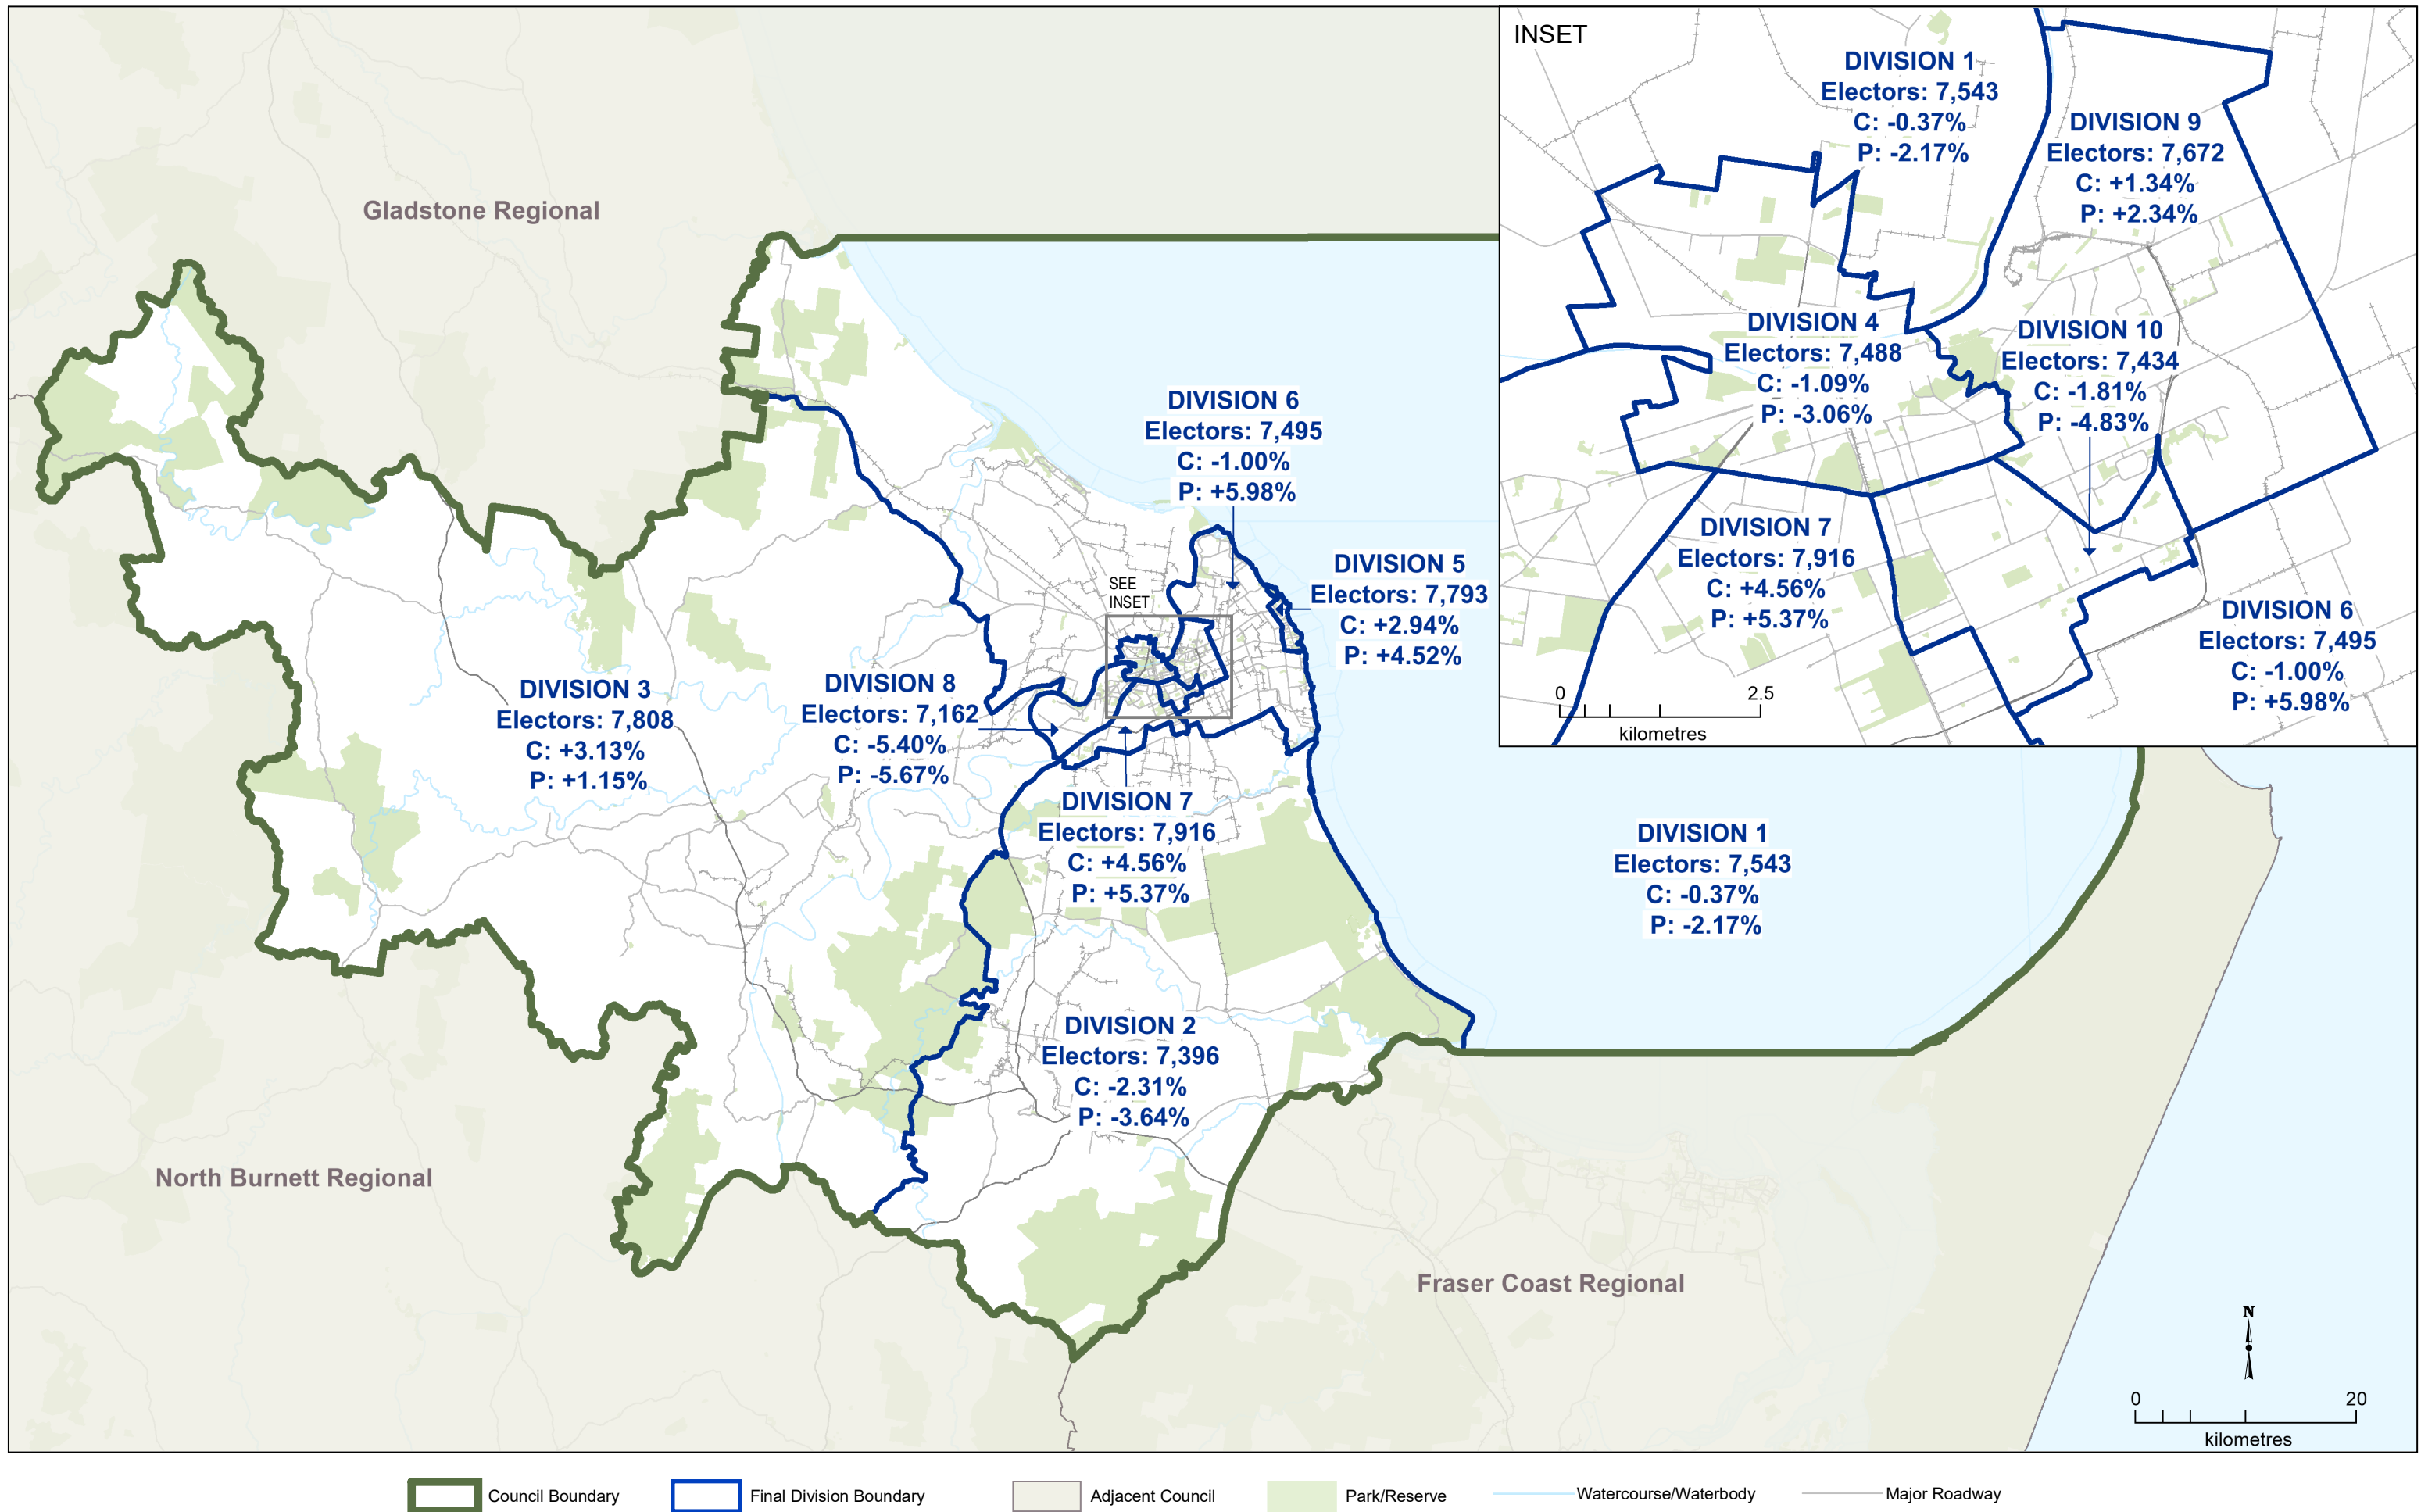 INSET
DIVISION 1
Electors: 7,543
C: -0.37%
P: -2.17%
DIVISION 9
Electors: 7,672
C: +1.34%
P: +2.34%
DIVISION 4
Electors: 7,488
C: -1.09%
P: -3.06%
DIVISION 10
Electors: 7,434
C: -1.81%
P: -4.83%
DIVISION 7
Electors: 7,916
C: +4.56%
P: +5.37%
DIVISION 6
Electors: 7,495
C: -1.00%
P: +5.98%
0 2.5
kilometres
Gladstone Regional
DIVISION 6
Electors: 7,495
C: -1.00%
P: +5.98%
DIVISION 5
Electors: 7,793
C: +2.94%
P: +4.52%
SEE
INSET
DIVISION 3
Electors: 7,808
C: +3.13%
P: +1.15%
DIVISION 8
Electors: 7,162
C: -5.40%
P: -5.67%
DIVISION 7
Electors: 7,916
C: +4.56%
P: +5.37%
DIVISION 1
Electors: 7,543
C: -0.37%
P: -2.17%
DIVISION 2
Electors: 7,396
C: -2.31%
P: -3.64%
North Burnett Regional
Fraser Coast Regional
N
0 20
kilometres
Council Boundary
Final Division Boundary
Adjacent Council
Park/Reserve
Watercourse/Waterbody
Major Roadway